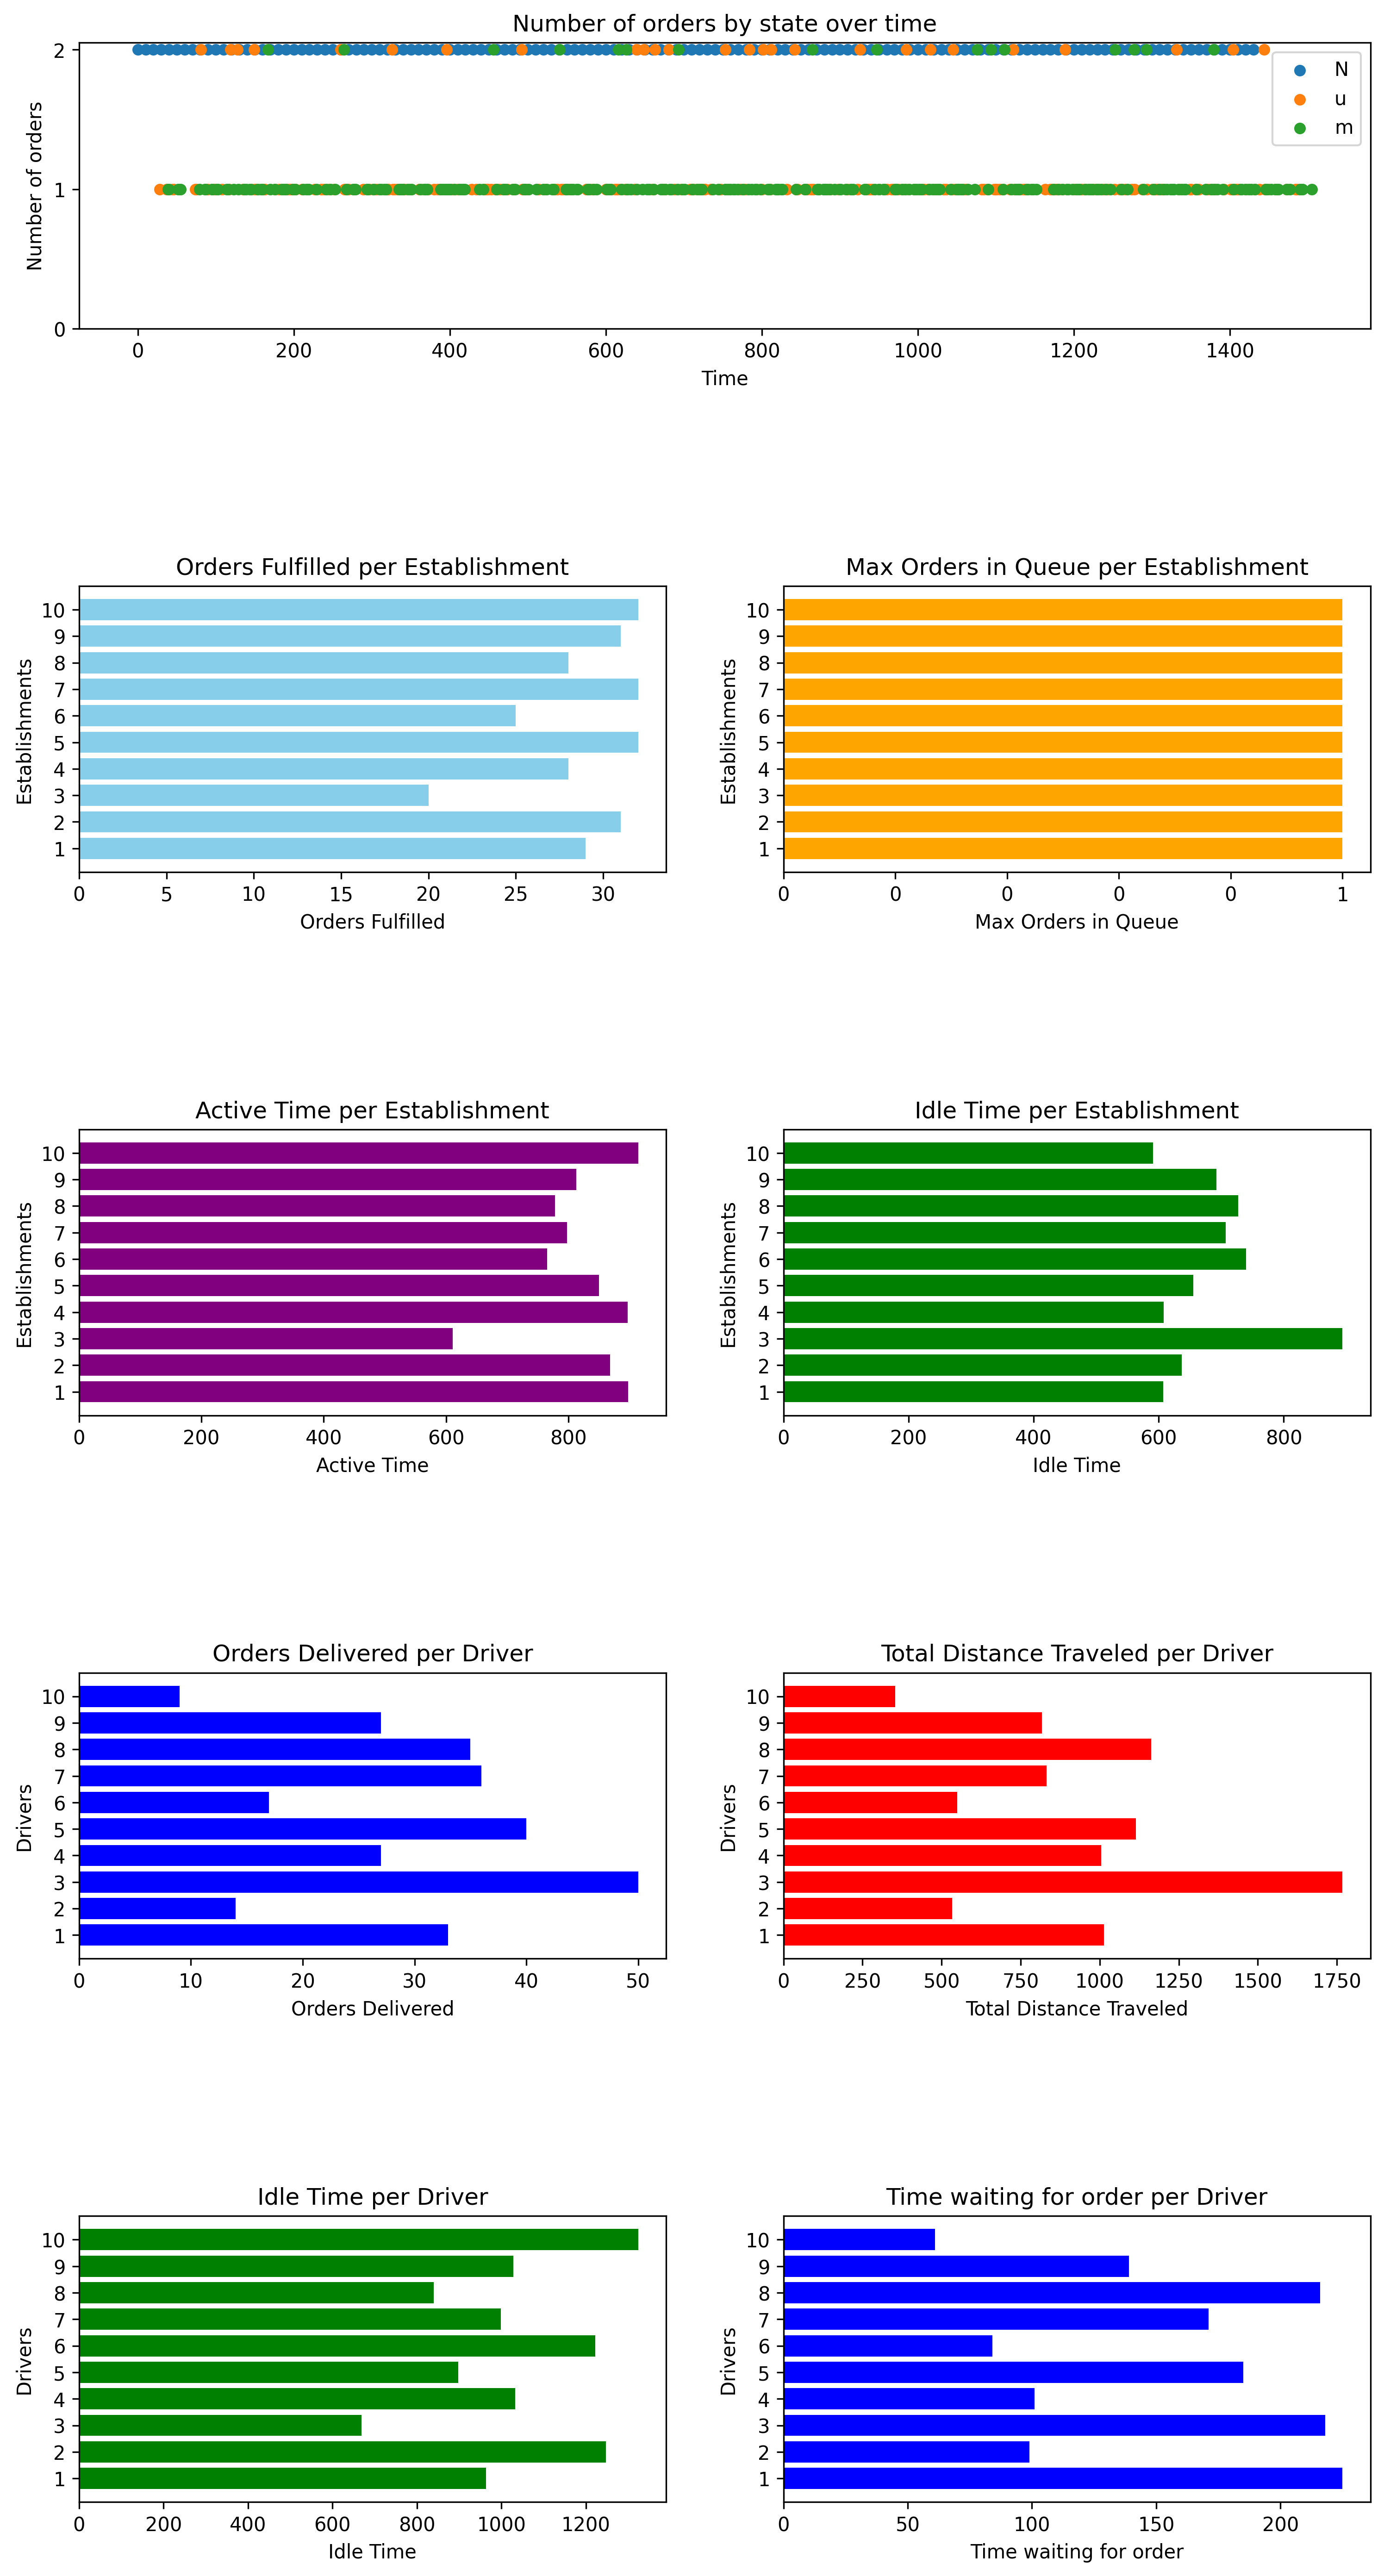 Number of orders by state over time
Number of orders
2
1
0
N
u
m
0 200 400 600 800 1000 1200 1400
Time
Orders Fulfilled per Establishment
Establishments
10
9
8
7
6
5
4
3
2
1
0 5 10 15 20 25 30
Orders Fulfilled
Max Orders in Queue per Establishment
Establishments
10
9
8
7
6
5
4
3
2
1
0 0 0 0 0 1
Max Orders in Queue
Active Time per Establishment
Establishments
10
9
8
7
6
5
4
3
2
1
0 200 400 600 800
Active Time
Idle Time per Establishment
Establishments
10
9
8
7
6
5
4
3
2
1
0 200 400 600 800
Idle Time
Orders Delivered per Driver
Drivers
10
9
8
7
6
5
4
3
2
1
0 10 20 30 40 50
Orders Delivered
Total Distance Traveled per Driver
Drivers
10
9
8
7
6
5
4
3
2
1
0 250 500 750 1000 1250 1500 1750
Total Distance Traveled
Idle Time per Driver
Drivers
10
9
8
7
6
5
4
3
2
1
0 200 400 600 800 1000 1200
Idle Time
Time waiting for order per Driver
Drivers
10
9
8
7
6
5
4
3
2
1
0 50 100 150 200
Time waiting for order